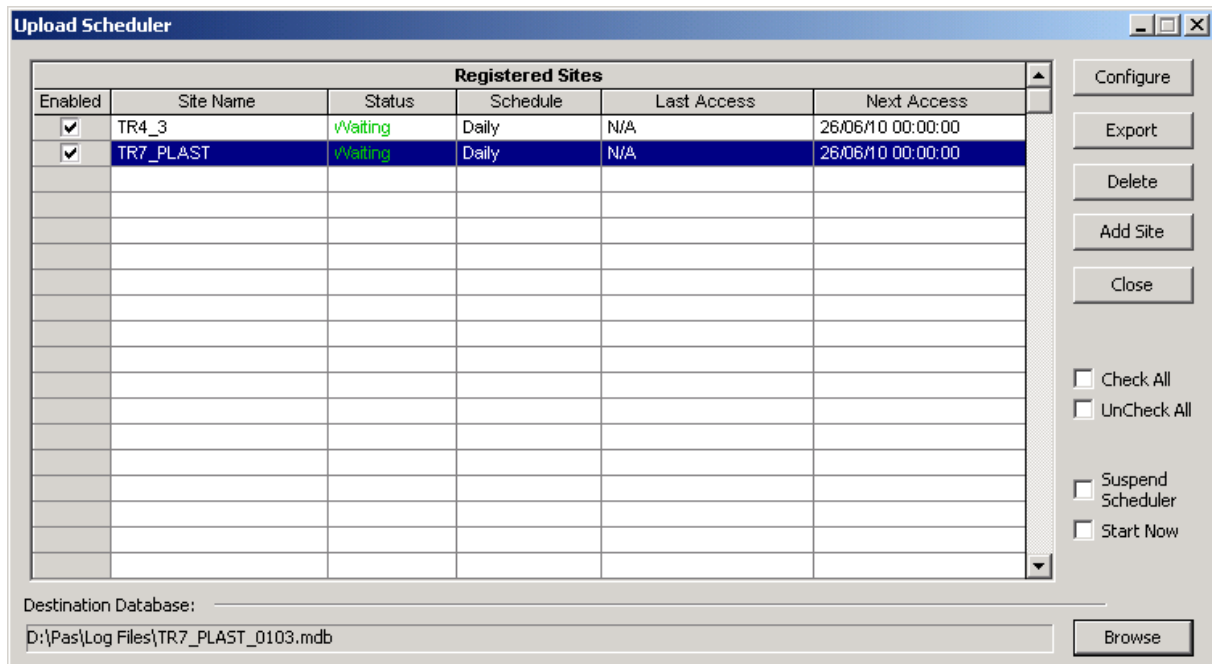 Upload Scheduler
Registered Sites
Enabled Site Name Status Schedule Last Access Next Access
TR4_3 Waiting Daily N/A 26/06/10 00:00:00
TR7_PLAST Waiting Daily N/A 26/06/10 00:00:00
Configure
Export
Delete
Add Site
Close
Check All
UnCheck All
Suspend
Scheduler
Start Now
Destination Database:
D:\Pas\Log Files\TR7_PLAST_0103.mdb
Browse